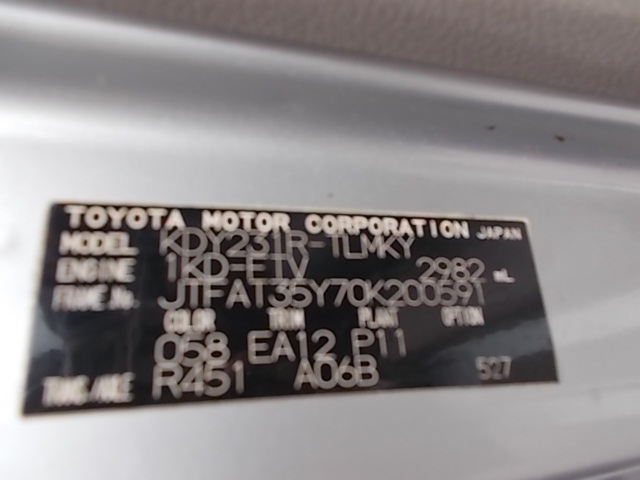 TOYOTA MOTOR CORPORATION JAPAN
MODEL KDY231R-TLMKY
ENGINE 1KD-FTV 2982 mL
FRAME No. JTFAT35Y70K200591
COLOR TRIM PLANT OPTION
058 EA12 P11
TRANS/AXLE R451 A06B 527